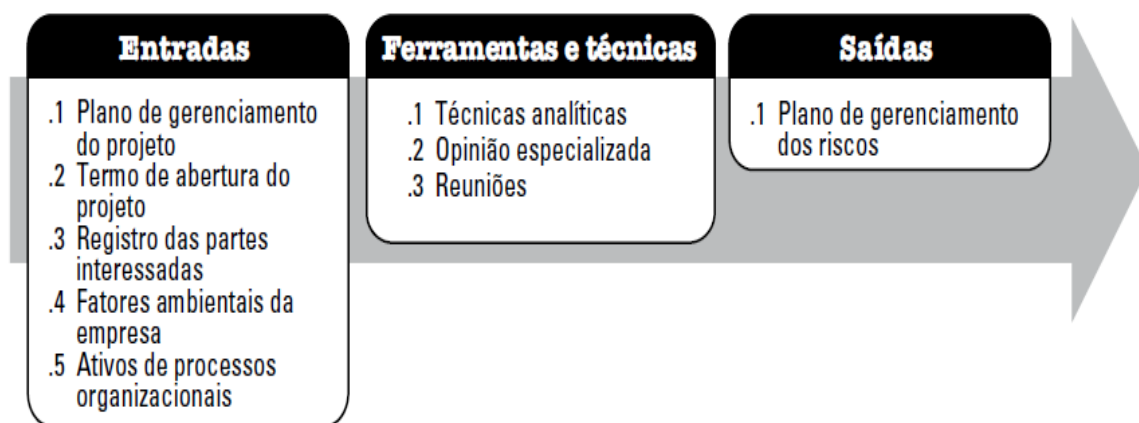 Entradas
.1 Plano de gerenciamento
do projeto
.2 Termo de abertura do
projeto
.3 Registro das partes
interessadas
.4 Fatores ambientais da
empresa
.5 Ativos de processos
organizacionais
Ferramentas e técnicas
.1 Técnicas analíticas
.2 Opinião especializada
.3 Reuniões
Saídas
.1 Plano de gerenciamento
dos riscos